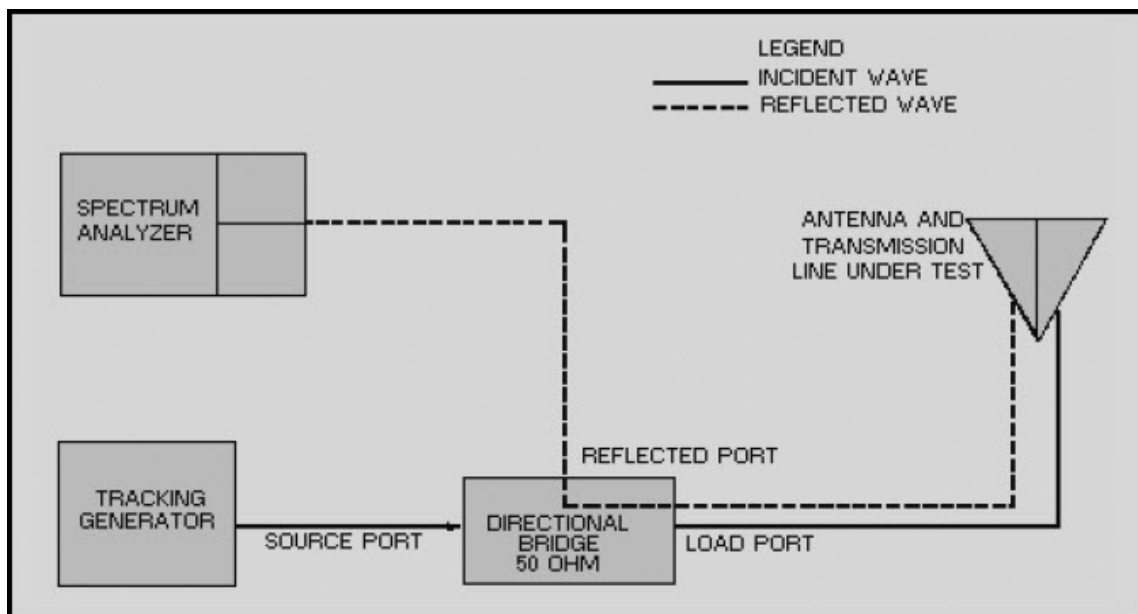 LEGEND
INCIDENT WAVE
REFLECTED WAVE
SPECTRUM
ANALYZER
ANTENNA AND
TRANSMISSION
LINE UNDER TEST
REFLECTED PORT
TRACKING
GENERATOR
SOURCE PORT
DIRECTIONAL
BRIDGE
50 OHM
LOAD PORT